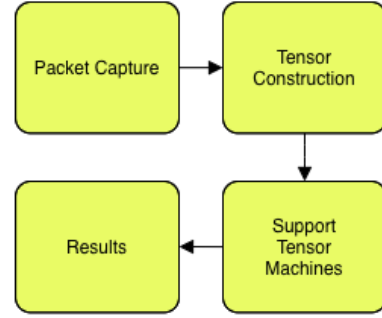 Packet Capture
Tensor
Construction
Results
Support
Tensor
Machines